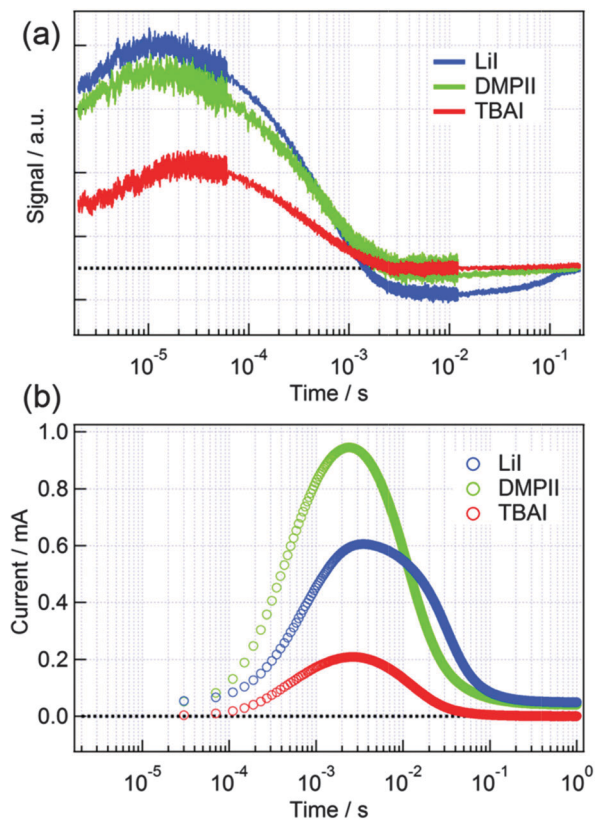 (a)
LiI
DMPII
TBAI
Signal / a.u.
10⁻⁵ 10⁻⁴ 10⁻³ 10⁻² 10⁻¹
Time / s
(b)
1.0
0.8
0.6
0.4
0.2
0.0
LiI
DMPII
TBAI
Current / mA
10⁻⁵ 10⁻⁴ 10⁻³ 10⁻² 10⁻¹ 10⁰
Time / s